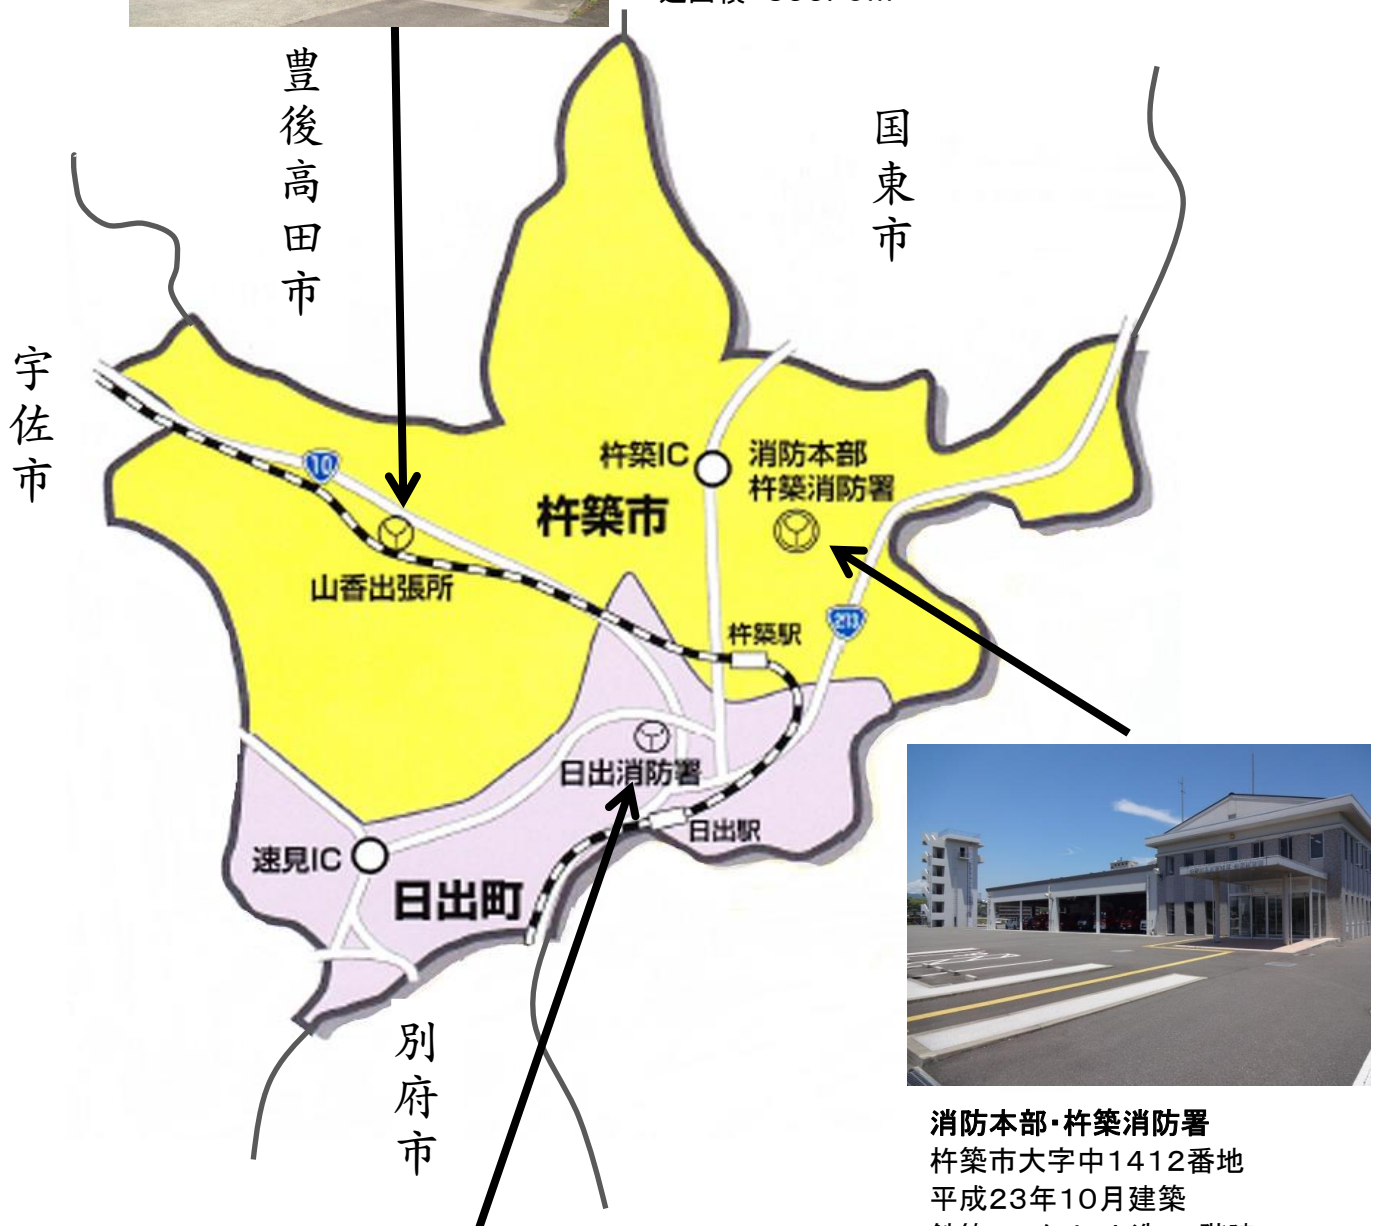 豊後高田市
国東市
宇佐市
10
杵築IC
消防本部
杵築消防署
杵築市
山香出張所
213
杵築駅
日出消防署
日出駅
速見IC
日出町
別府市
消防本部・杵築消防署
杵築市大字中1412番地
平成23年10月建築